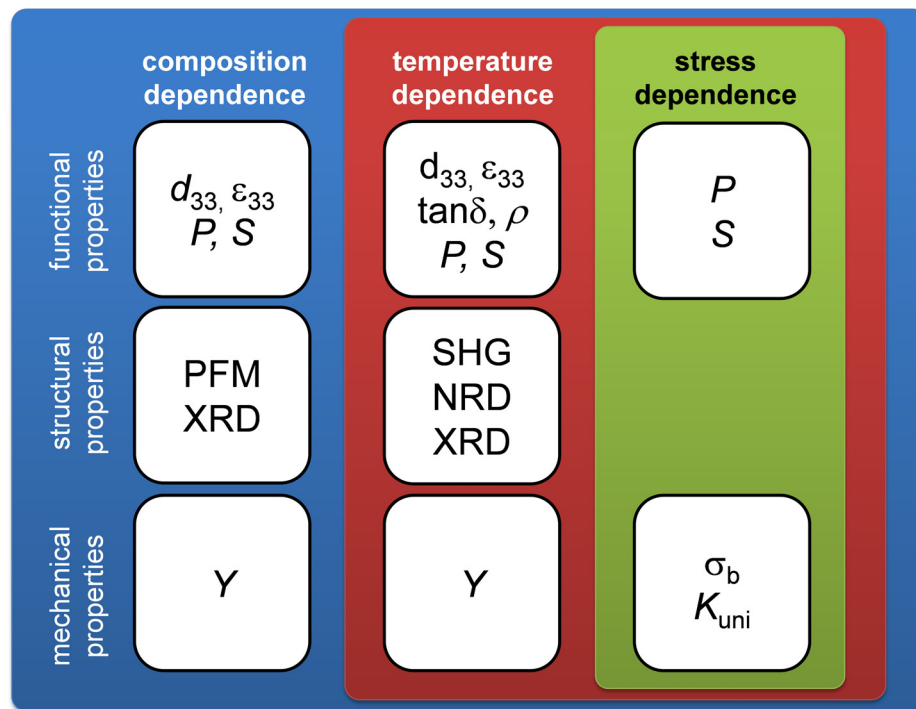 composition dependence
temperature dependence
stress dependence
functional properties
d33, ε33
P, S
d33, ε33
tanδ, ρ
P, S
P
S
structural properties
PFM
XRD
SHG
NRD
XRD
mechanical properties
Y
Y
σb
Kuni